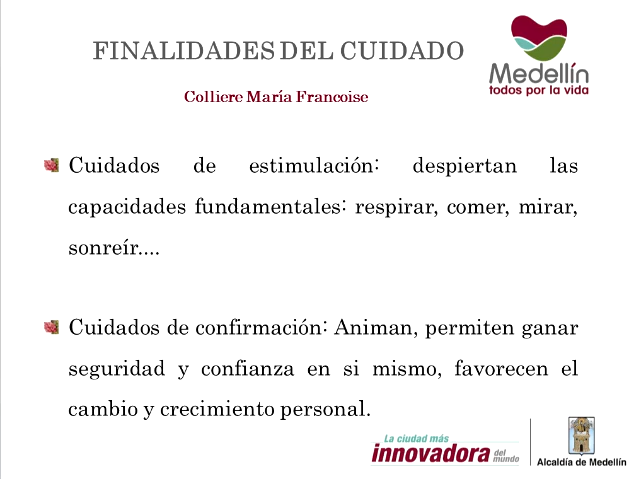 FINALIDADES DEL CUIDADO
Medellín
todos por la vida
Colliere María Francoise
Cuidados de estimulación: despiertan las
capacidades fundamentales: respirar, comer, mirar,
sonreír....
Cuidados de confirmación: Animan, permiten ganar
seguridad y confianza en si mismo, favorecen el
cambio y crecimiento personal.
La ciudad más
innovadora del mundo
Alcaldía de Medellín